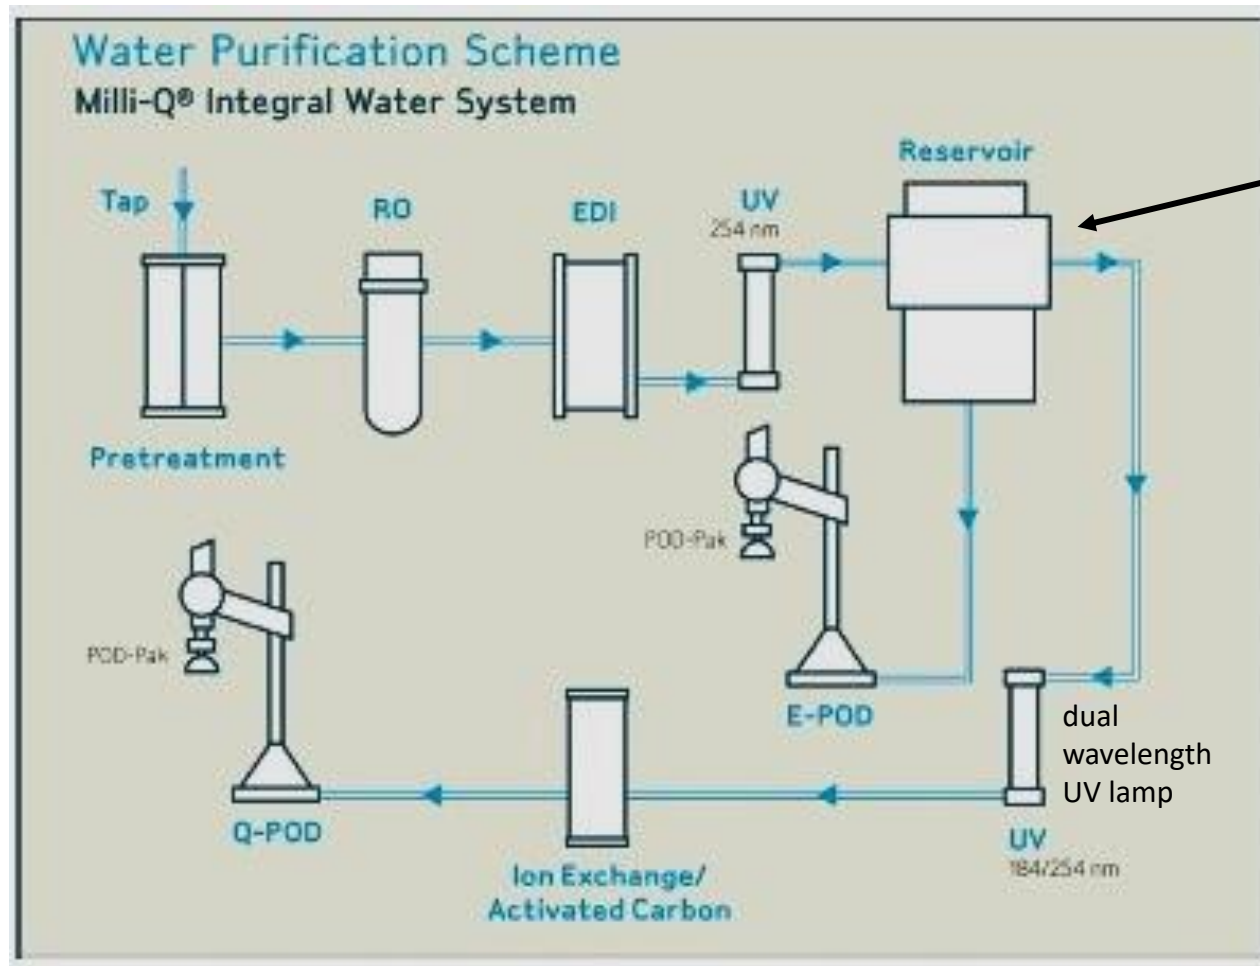 Water Purification Scheme
Milli-Q® Integral Water System
Reservoir
Tap
RO
EDI
UV
254 nm
Pretreatment
POD-Pak
POD-Pak
E-POD
dual
wavelength
UV lamp
Q-POD
UV
184/254 nm
Ion Exchange/
Activated Carbon